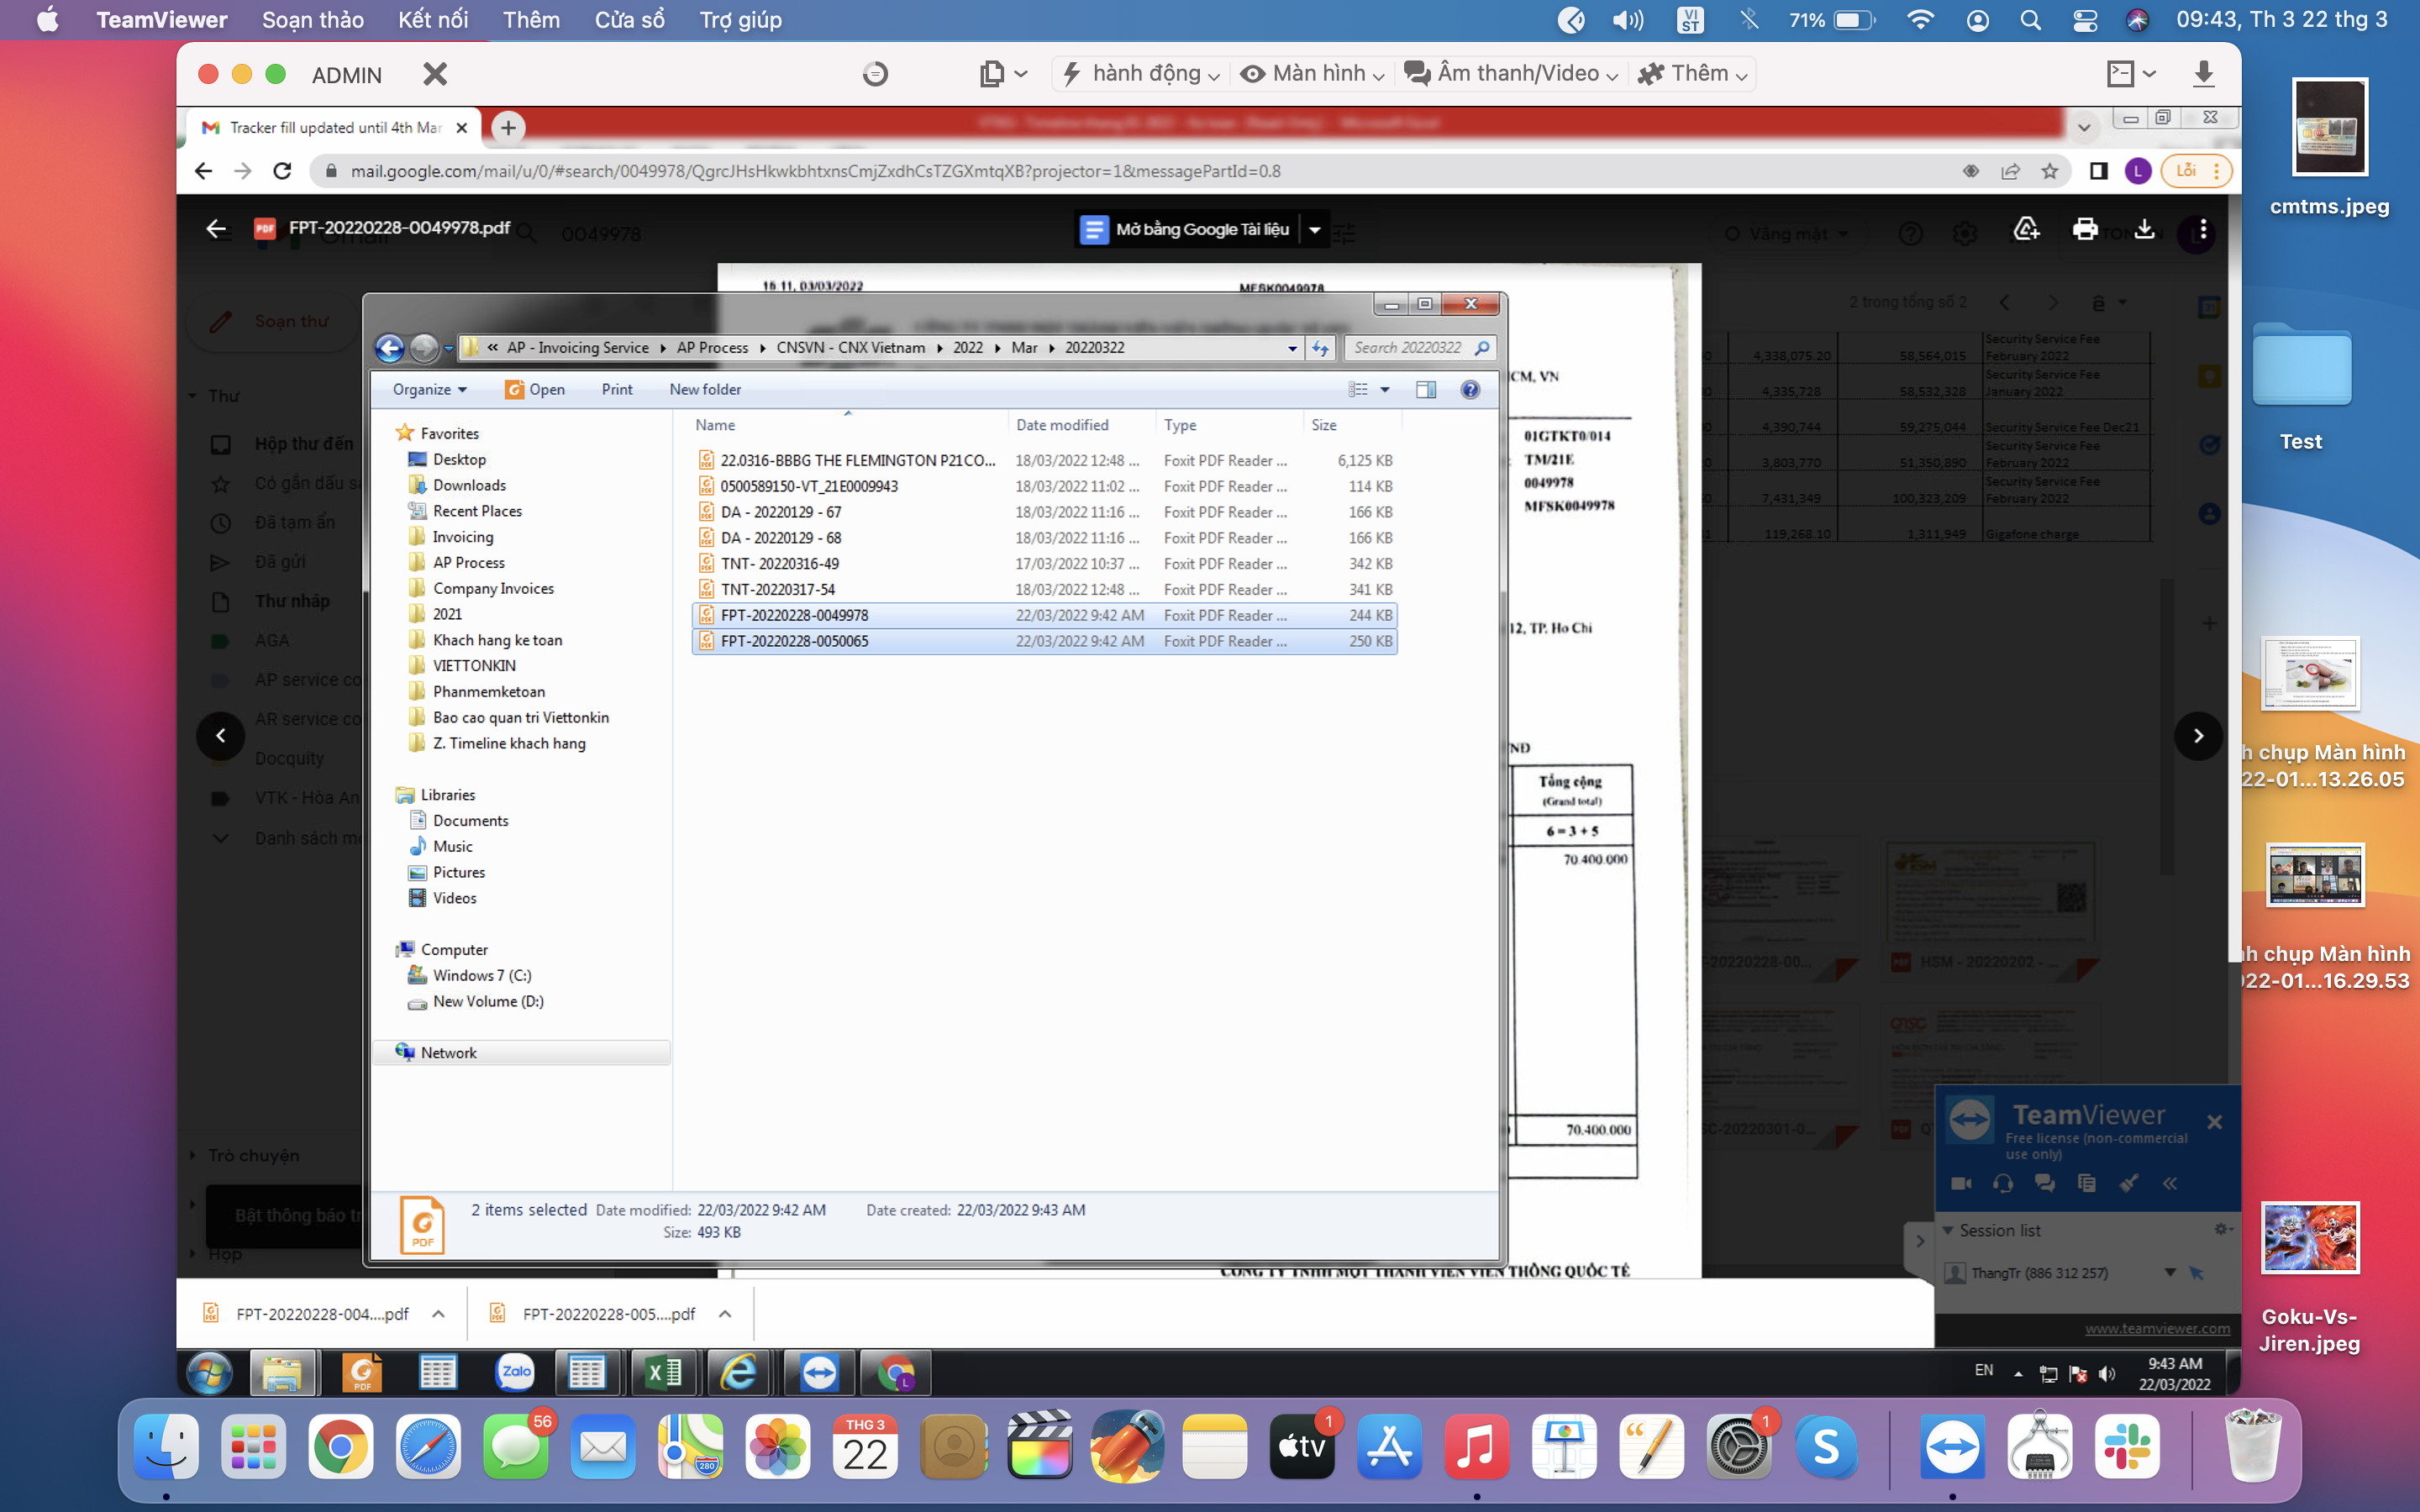 TeamViewer Soạn thảo Kết nối Thêm Cửa sổ Trợ giúp
VI ST 71% 09:43, Th 3 22 thg 3
ADMIN
hành động Màn hình Âm thanh/Video Thêm
Tracker fill updated until 4th Mar
mail.google.com/mail/u/0/#search/0049978/QgrcJHsHkwkbhtxnsCmjZxdhCsTZGXmtqXB?projector=1&messagePartId=0.8
L Lỗi
PDF FPT-20220228-0049978.pdf
0049978
Mở bằng Google Tài liệu
Vắng mặt
16.11, 03/03/2022 MFSK0049978
Soạn thư
Thư
Hộp thư đến
Có gắn dấu
Đã tạm ẩn
Đã gửi
Thư nháp
AGA
AP service co
AR service co
Docquity
VTK - Hòa An
Danh sách
Trò chuyện
Bật thông báo
Họp
« AP - Invoicing Service AP Process CNSVN - CNX Vietnam 2022 Mar 20220322
Search 20220322
Organize Open Print New folder
Favorites
Desktop
Downloads
Recent Places
Invoicing
AP Process
Company Invoices
2021
Khach hang ke toan
VIETTONKIN
Phanmemketoan
Bao cao quan tri Viettonkin
Z. Timeline khach hang
Libraries
Documents
Music
Pictures
Videos
Computer
Windows 7 (C:)
New Volume (D:)
Network
Name Date modified Type Size
22.0316-BBBG THE FLEMINGTON P21CO... 18/03/2022 12:48 ... Foxit PDF Reader ... 6,125 KB
0500589150-VT_21E0009943 18/03/2022 11:02 ... Foxit PDF Reader ... 114 KB
DA - 20220129 - 67 18/03/2022 11:16 ... Foxit PDF Reader ... 166 KB
DA - 20220129 - 68 18/03/2022 11:16 ... Foxit PDF Reader ... 166 KB
TNT- 20220316-49 17/03/2022 10:37 ... Foxit PDF Reader ... 342 KB
TNT-20220317-54 18/03/2022 12:48 ... Foxit PDF Reader ... 341 KB
FPT-20220228-0049978 22/03/2022 9:42 AM Foxit PDF Reader ... 244 KB
FPT-20220228-0050065 22/03/2022 9:42 AM Foxit PDF Reader ... 250 KB
2 items selected Date modified: 22/03/2022 9:42 AM Date created: 22/03/2022 9:43 AM
Size: 493 KB
PDF
CM, VN
01GTKT0/014
TM/21E
0049978
MFSK0049978
12, TP. Ho Chi
Tổng cộng
(Grand total)
6 = 3 + 5
70.400.000
70.400.000
CÔNG TY TNHH MỘT THÀNH VIÊN VIỄN THÔNG QUỐC TẾ
2 trong tổng số 2
4,338,075.20 58,564,015 Security Service Fee February 2022
4,335,728 58,532,328 Security Service Fee January 2022
4,390,744 59,275,044 Security Service Fee Dec21
3,803,770 51,350,890 Security Service Fee February 2022
7,431,349 100,323,209 Security Service Fee February 2022
119,268.10 1,311,949 Gigafone charge
-20220228-00...
HSM - 20220202 - ...
C-20220301-0...
TeamViewer
Free license (non-commercial
use only)
Session list
ThangTr (886 312 257)
www.teamviewer.com
FPT-20220228-004....pdf FPT-20220228-005....pdf
PDF Zalo L
EN 9:43 AM
22/03/2022
cmtms.jpeg
Test
h chụp Màn hình
22-01...13.26.05
nh chụp Màn hình
022-01...16.29.53
Goku-Vs-
Jiren.jpeg
56 THG 3 22 280 tv 1 1 S